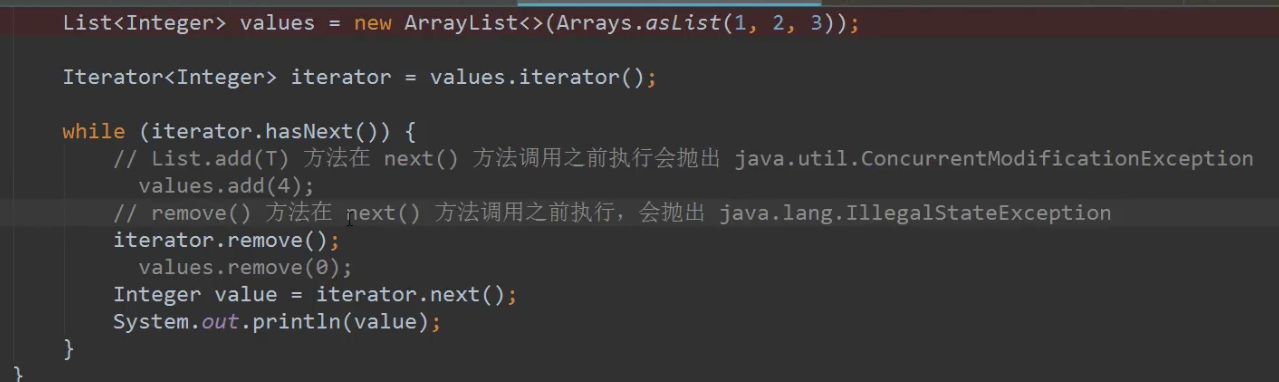 List<Integer> values = new ArrayList<>(Arrays.asList(1, 2, 3));
Iterator<Integer> iterator = values.iterator();
while (iterator.hasNext()) {
// List.add(T) 方法在 next() 方法调用之前执行会抛出 java.util.ConcurrentModificationException
values.add(4);
// remove() 方法在 next() 方法调用之前执行，会抛出 java.lang.IllegalStateException
iterator.remove();
values.remove(0);
Integer value = iterator.next();
System.out.println(value);
}
}